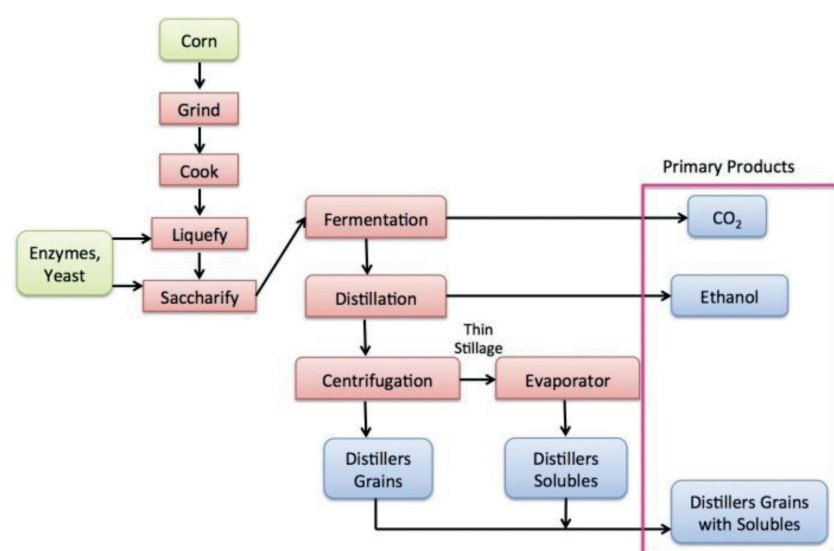 Corn
Grind
Cook
Liquefy
Enzymes,
Yeast
Saccharify
Fermentation
Distillation
Thin
Stillage
Centrifugation
Evaporator
Distillers
Grains
Distillers
Solubles
Primary Products
CO₂
Ethanol
Distillers Grains
with Solubles